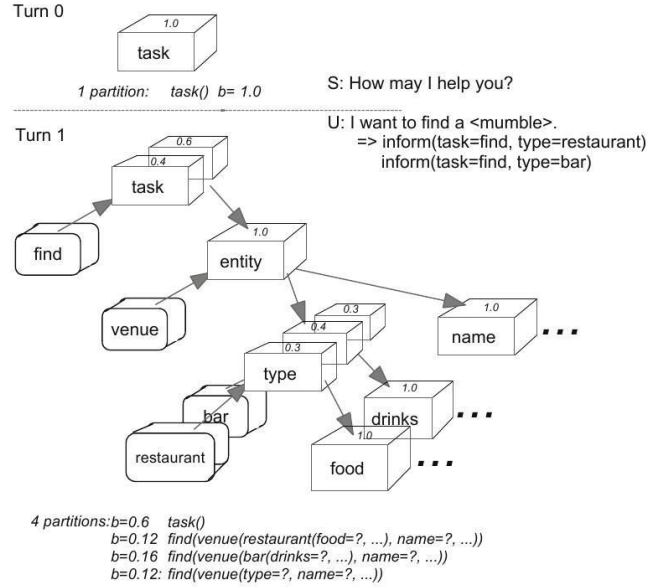 Turn 0
1.0
task
1 partition: task() b= 1.0
S: How may I help you?
Turn 1
U: I want to find a <mumble>.
=> inform(task=find, type=restaurant)
inform(task=find, type=bar)
0.6
0.4
task
find
1.0
entity
venue
0.3
0.4
0.3
type
1.0
name
...
bar
restaurant
1.0
drinks
...
1.0
food
...
4 partitions: b=0.6 task()
b=0.12 find(venue(restaurant(food=?, ...), name=?, ...))
b=0.16 find(venue(bar(drinks=?, ...), name=?, ...))
b=0.12: find(venue(type=?, name=?, ...))